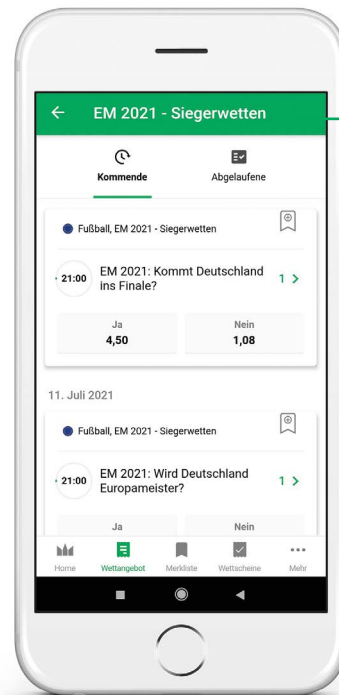 EM 2021 - Siegerwetten
Kommende
Abgelaufene
Fußball, EM 2021 - Siegerwetten
21:00
EM 2021: Kommt Deutschland
ins Finale?
1
Ja
4,50
Nein
1,08
11. Juli 2021
Fußball, EM 2021 - Siegerwetten
21:00
EM 2021: Wird Deutschland
Europameister?
1
Ja
Nein
Home
Wettangebot
Merkliste
Wettscheine
Mehr